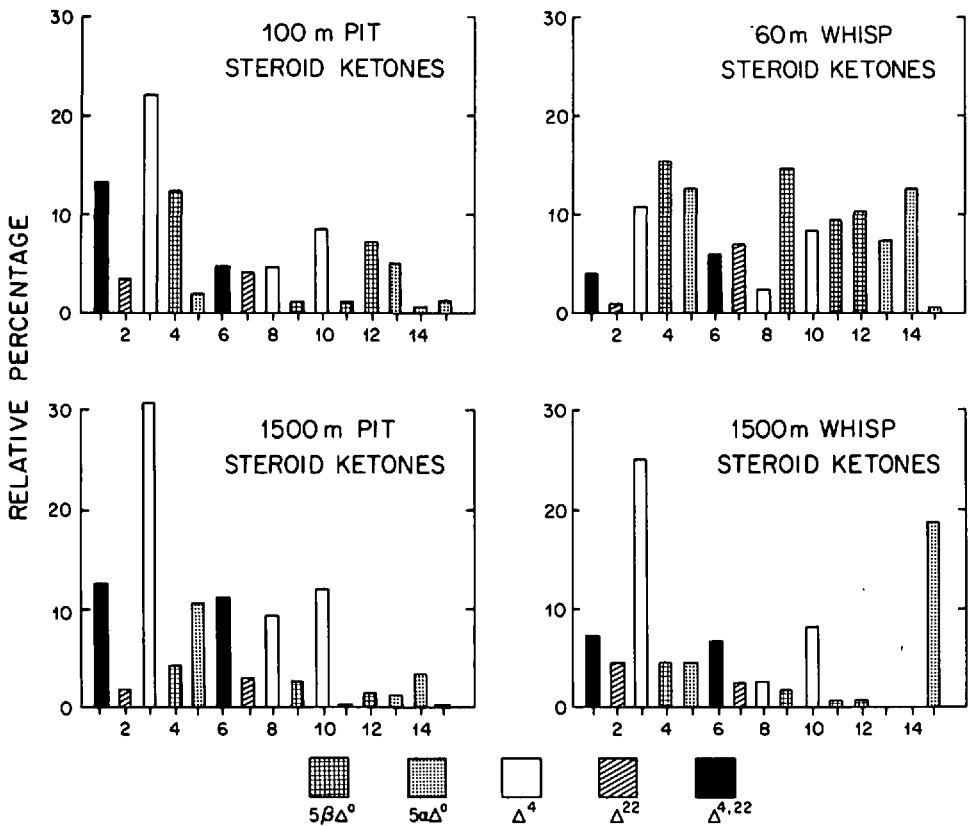 30
20
10
0
2 4 6 8 10 12 14
100 m PIT
STEROID KETONES
30
20
10
0
2 4 6 8 10 12 14
60 m WHISP
STEROID KETONES
RELATIVE PERCENTAGE
30
20
10
0
2 4 6 8 10 12 14
1500 m PIT
STEROID KETONES
30
20
10
0
2 4 6 8 10 12 14
1500 m WHISP
STEROID KETONES
5βΔ⁰ 5αΔ⁰ Δ⁴ Δ²² Δ⁴,²²